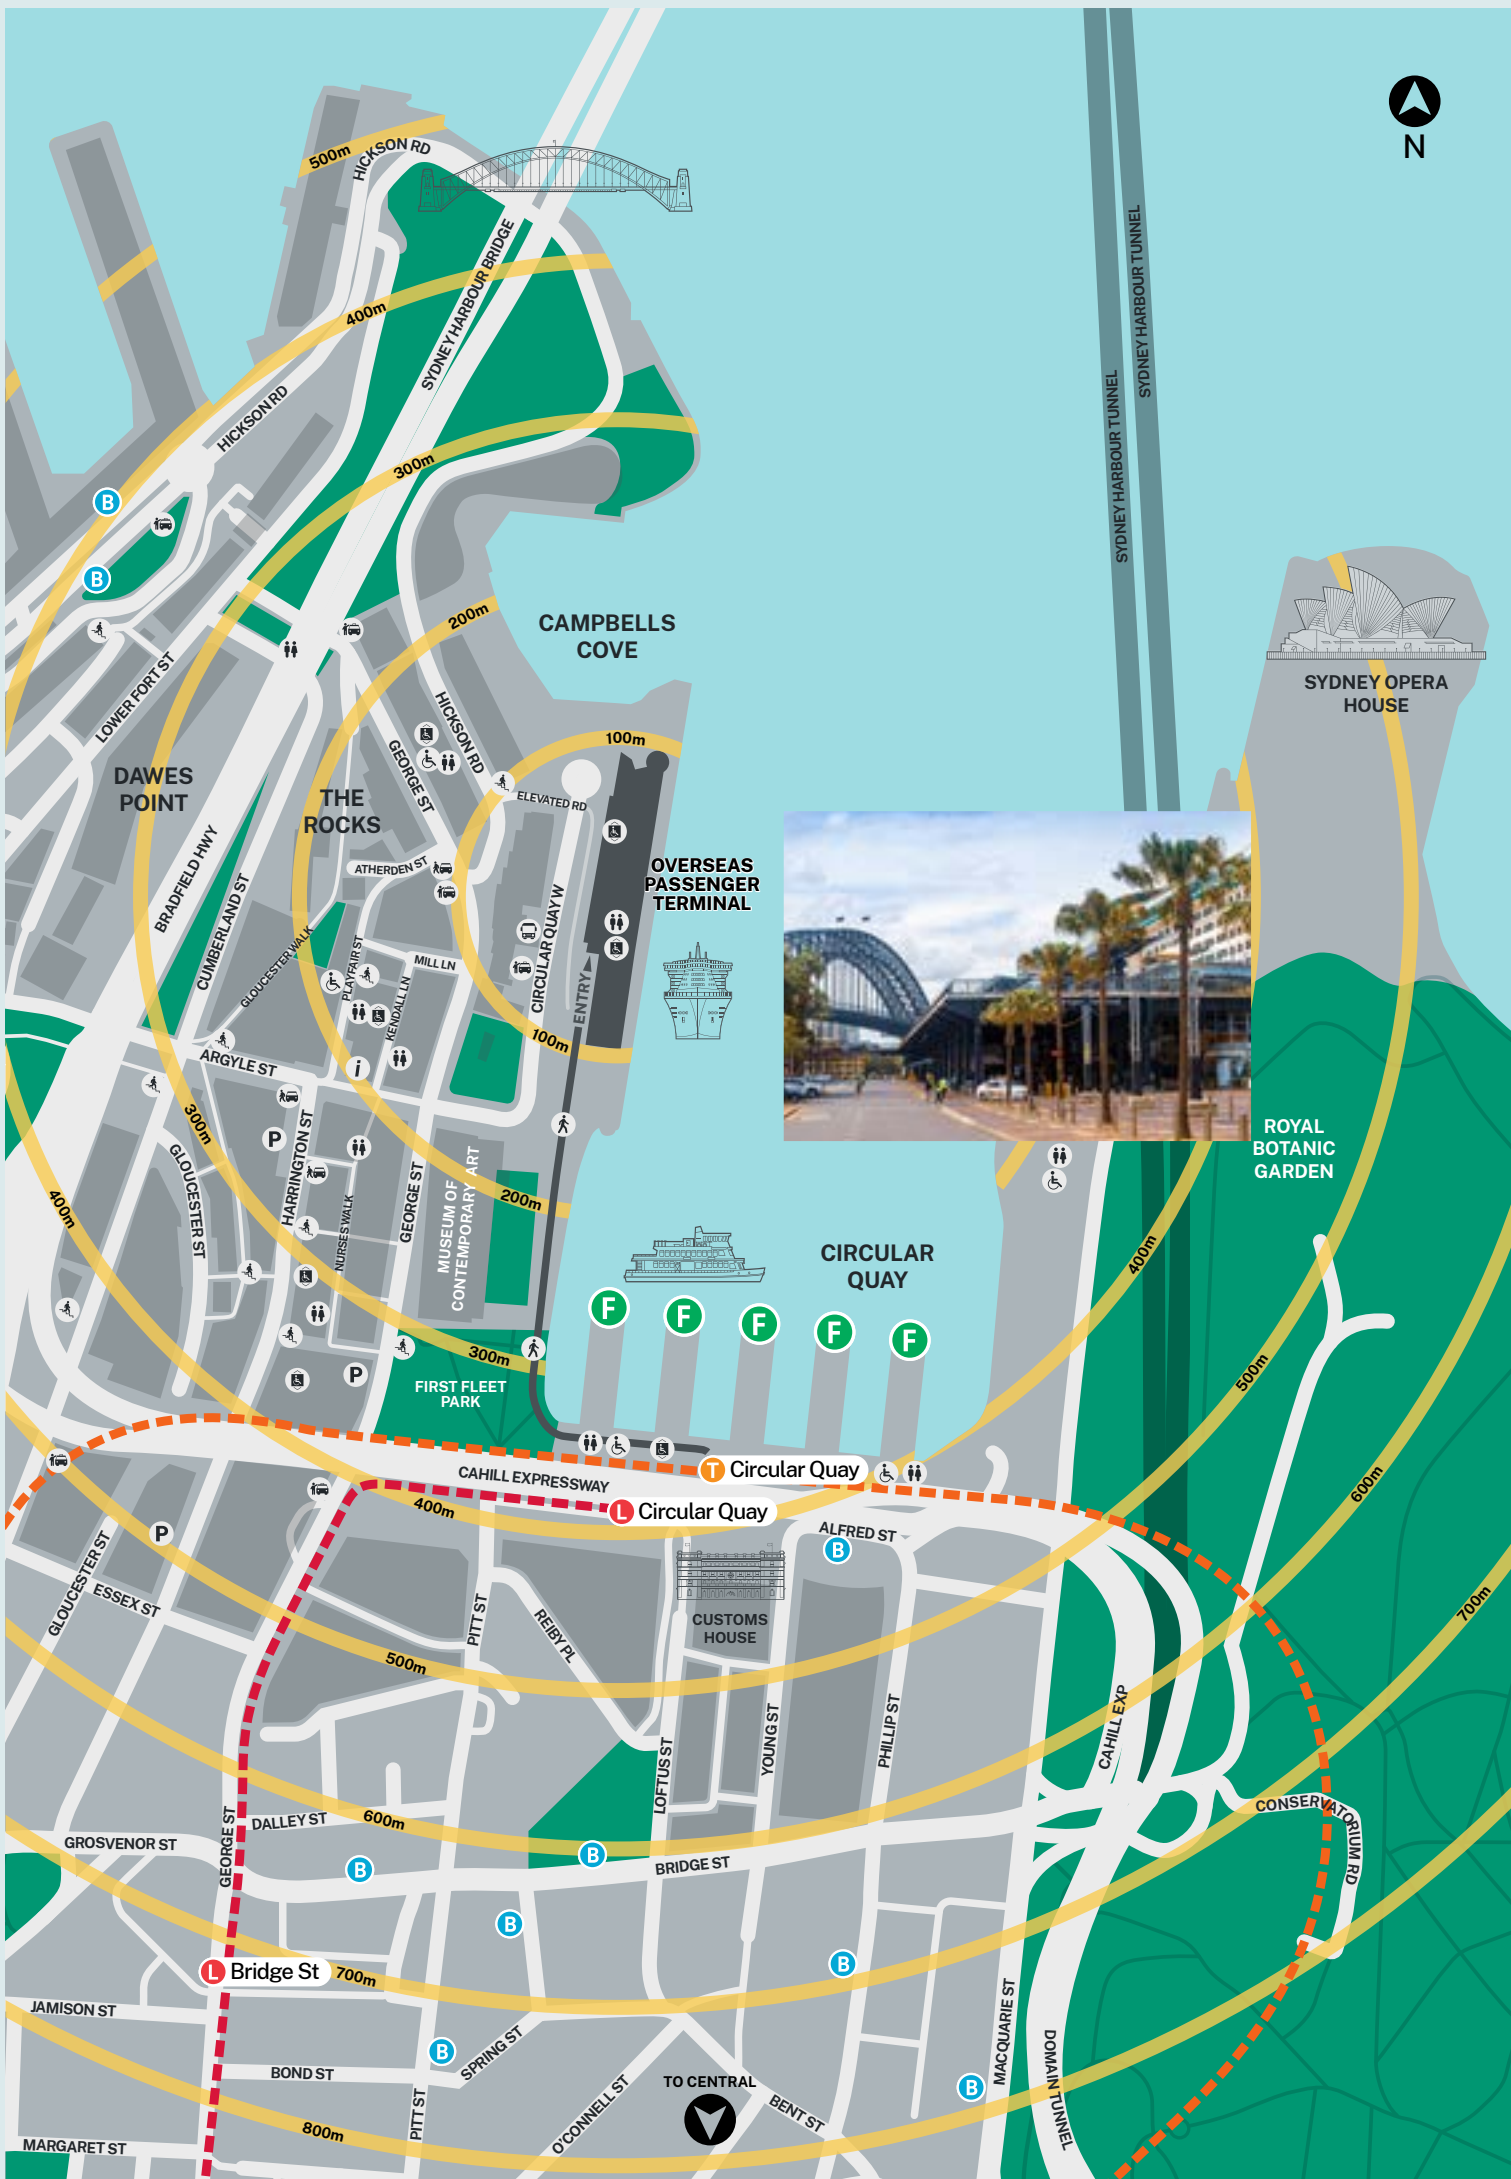 N
500m
HICKSON RD
SYDNEY HARBOUR BRIDGE
SYDNEY HARBOUR TUNNEL
SYDNEY HARBOUR TUNNEL
400m
HICKSON RD
300m
B
B
200m
CAMPBELLS
COVE
SYDNEY OPERA
HOUSE
LOWER FORT ST
HICKSON RD
GEORGE ST
100m
DAWES
POINT
THE
ROCKS
ELEVATED RD
BRADFIELD HWY
CUMBERLAND ST
ATHERDEN ST
OVERSEAS
PASSENGER
TERMINAL
CIRCULAR QUAY W
GLOUCESTER WALK
PLAYFAIR ST
MILL LN
KENDALL LN
ENTRY
100m
ARGYLE ST
i
300m
P
HARRINGTON ST
GLOUCESTER ST
400m
NURSES WALK
GEORGE ST
MUSEUM OF
CONTEMPORARY ART
200m
ROYAL
BOTANIC
GARDEN
CIRCULAR
QUAY
400m
F
F
F
F
F
300m
P
FIRST FLEET
PARK
500m
T Circular Quay
CAHILL EXPRESSWAY
400m
L Circular Quay
600m
ALFRED ST
B
P
GLOUCESTER ST
ESSEX ST
PITT ST
REIBY PL
CUSTOMS
HOUSE
700m
500m
LOFTUS ST
YOUNG ST
PHILLIP ST
CAHILL EXP
CONSERVATORIUM RD
DALLEY ST
600m
GROSVENOR ST
GEORGE ST
B
B
BRIDGE ST
B
B
L Bridge St
700m
JAMISON ST
MACQUARIE ST
B
SPRING ST
BOND ST
PITT ST
O'CONNELL ST
TO CENTRAL
BENT ST
B
DOMAIN TUNNEL
800m
MARGARET ST